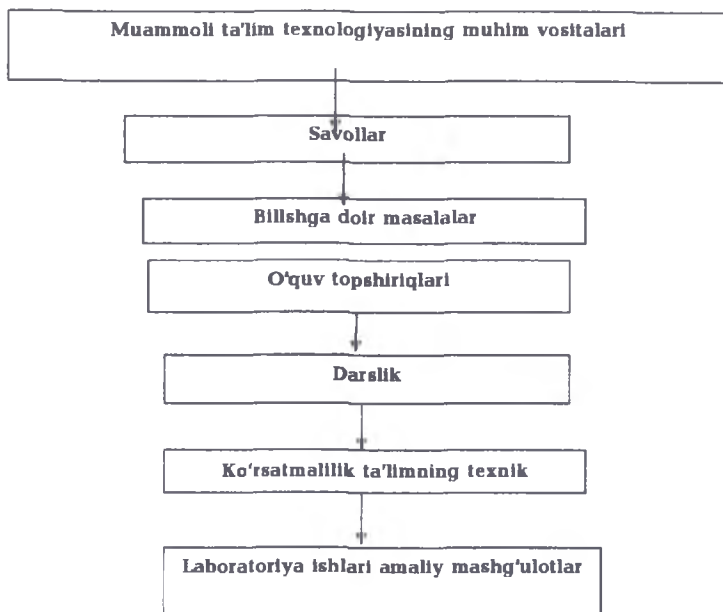 Muammoli ta'lim texnologiyasining muhim vositalari
Savollar
Billshga doir masalalar
O'quv topshiriqlari
Darslik
Ko'rsatmalilik ta'limning texnik
Laboratoriya ishlari amaliy mashg'ulotlar